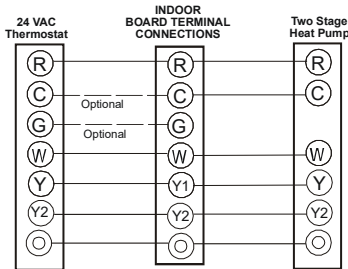 24 VAC
Thermostat
INDOOR
BOARD TERMINAL
CONNECTIONS
Two Stage
Heat Pump
R R R
C Optional C C
G Optional G
W W W
Y Y1 Y
Y2 Y2 Y2
O O O